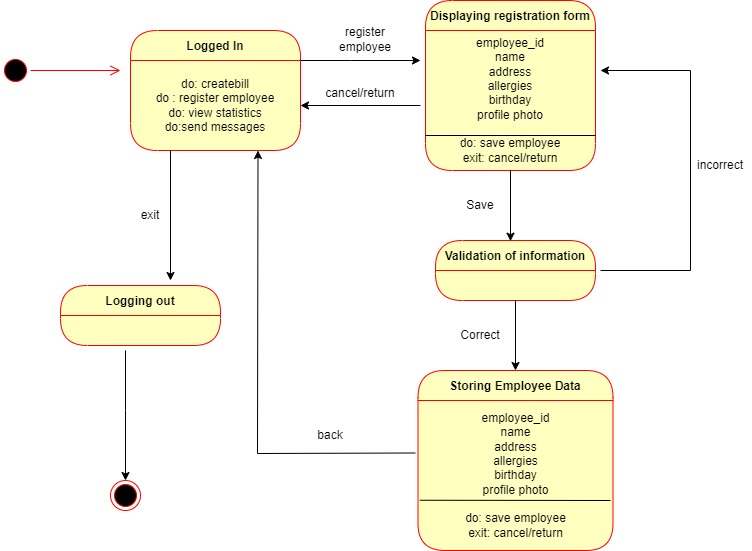 Displaying registration form
employee_id
name
address
allergies
birthday
profile photo
do: save employee
exit: cancel/return
Logged In
do: createbill
do : register employee
do: view statistics
do:send messages
register
employee
cancel/return
incorrect
exit
Save
Validation of information
Logging out
Correct
Storing Employee Data
employee_id
name
address
allergies
birthday
profile photo
do: save employee
exit: cancel/return
back